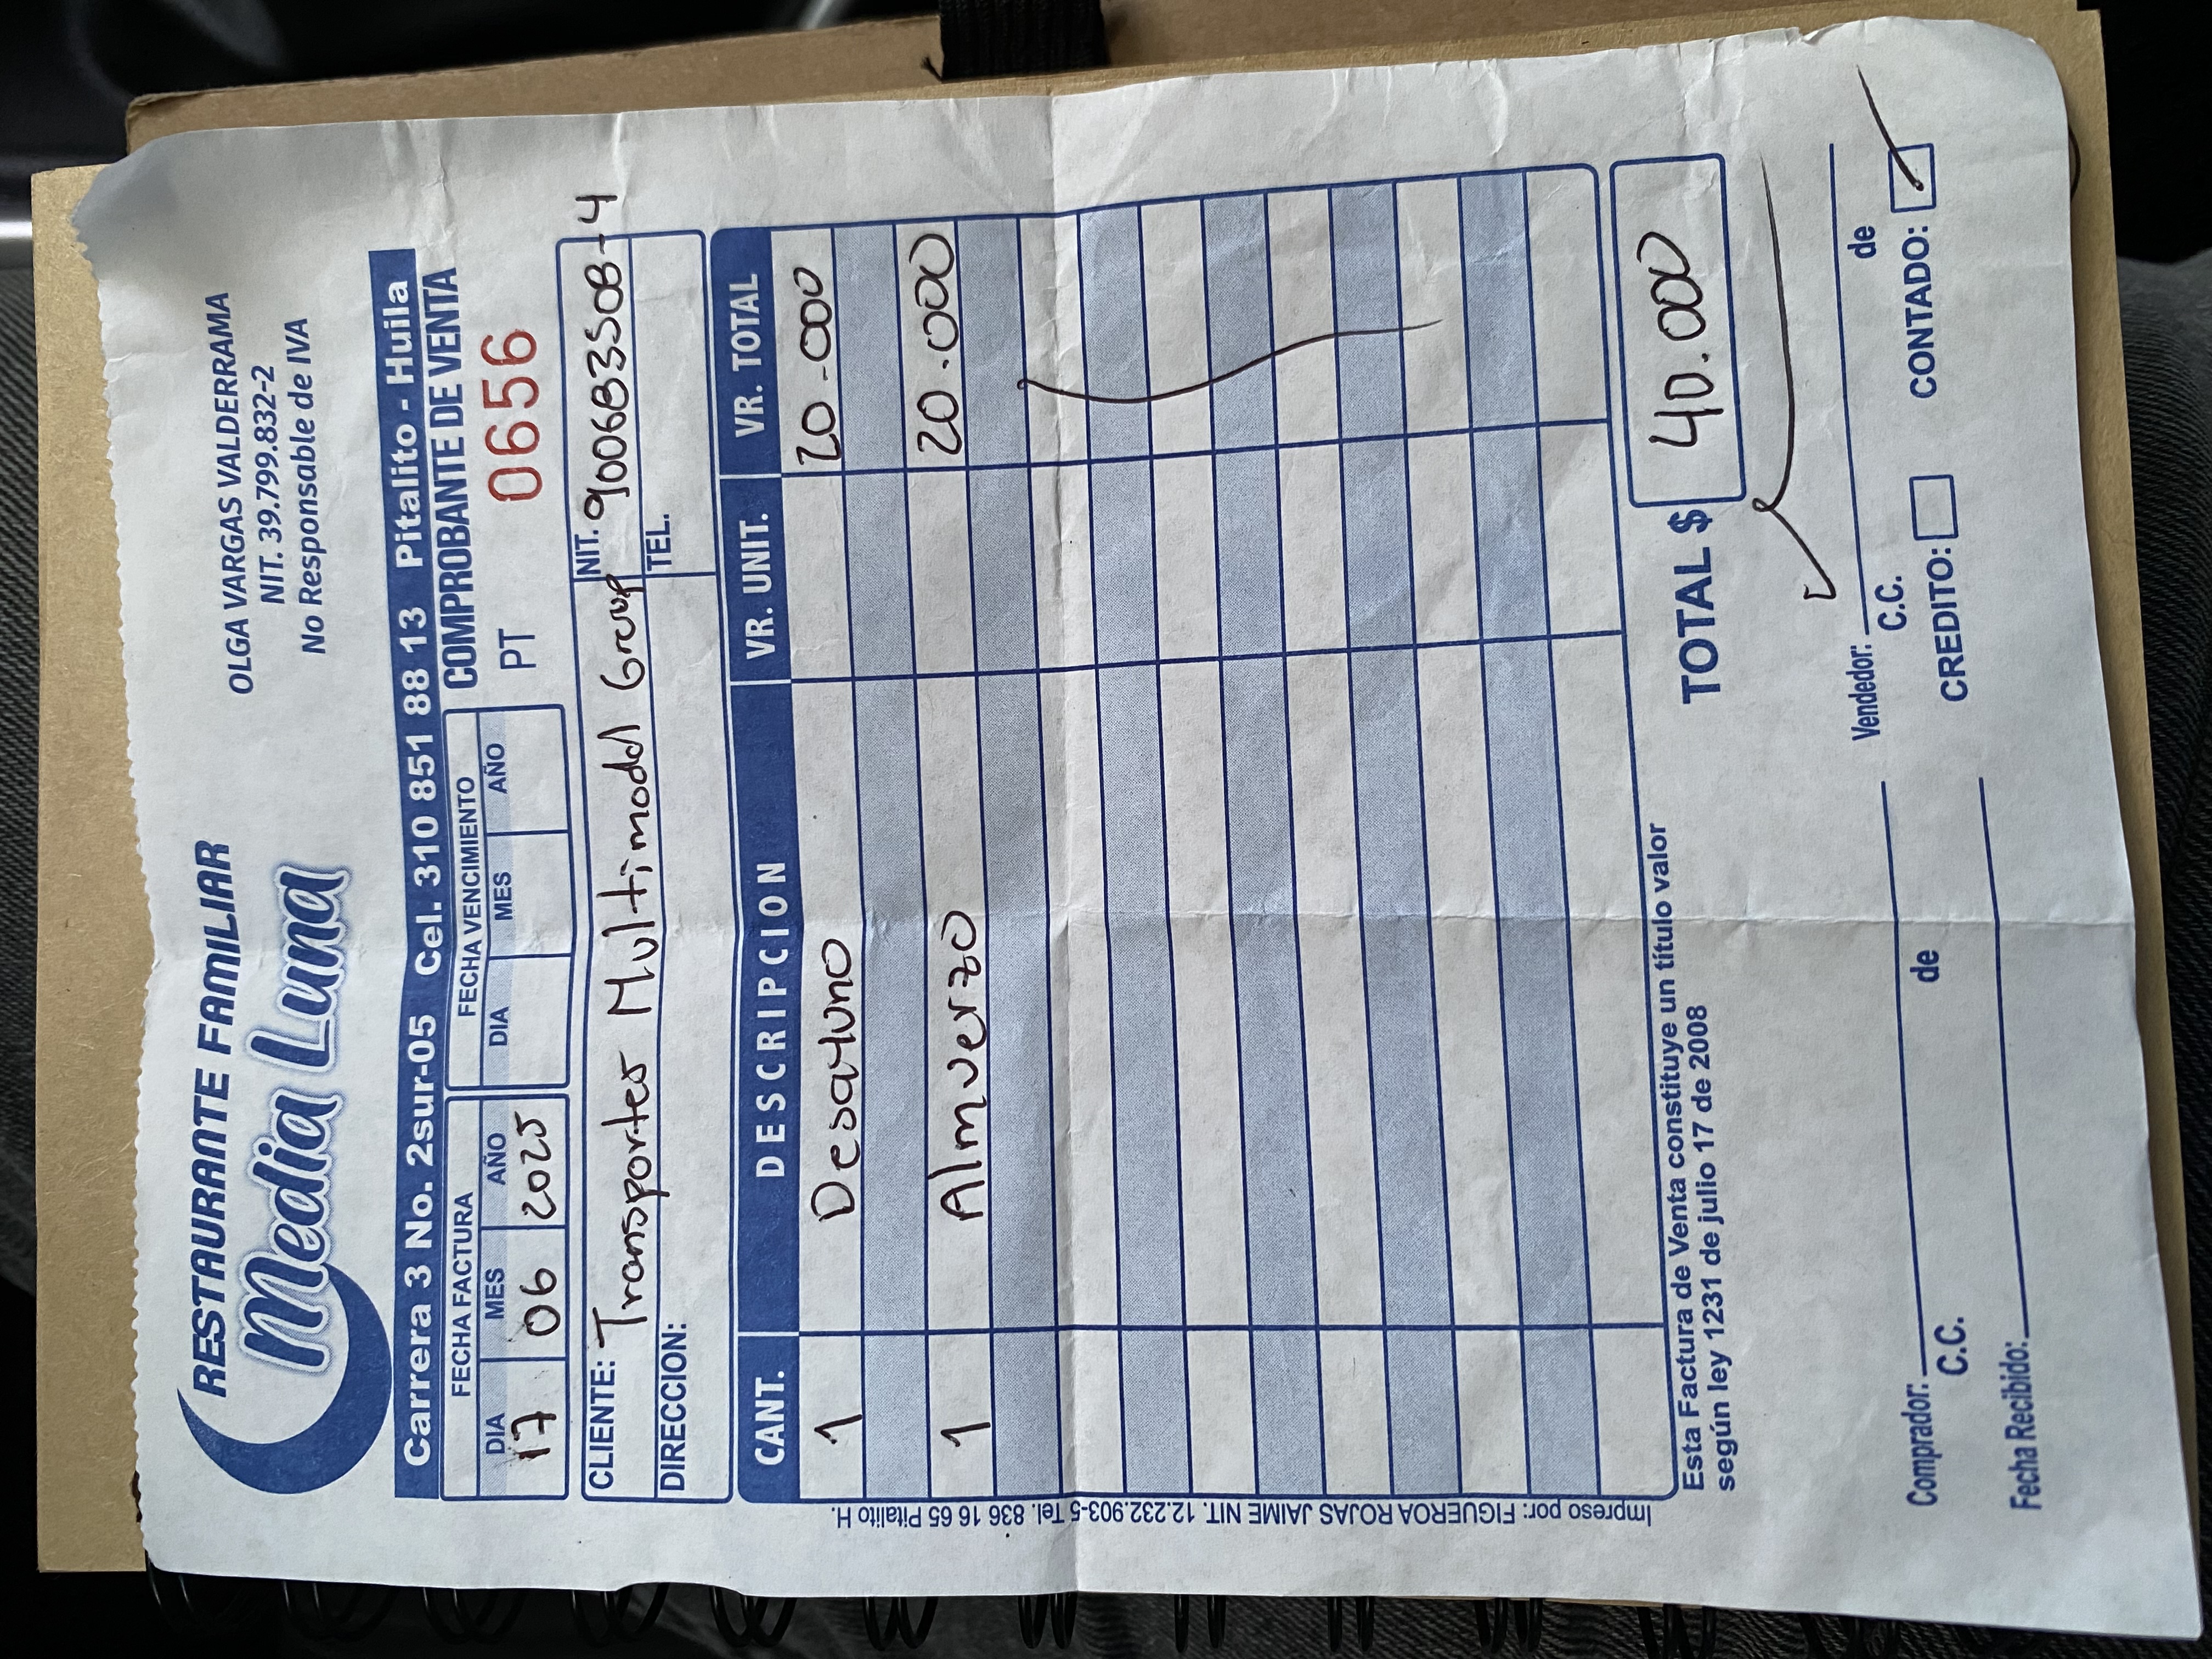 RESTAURANTE FAMILIAR
Media Luna
OLGA VARGAS VALDERRAMA
NIT. 39.799.832-2
No Responsable de IVA
Carrera 3 No. 2sur-05 Cel. 310 851 88 13 Pitalito - Huila
FECHA FACTURA FECHA VENCIMIENTO COMPROBANTE DE VENTA
DIA MES AÑO DIA MES AÑO
17 06 2025 PT 0656
CLIENTE: Transportes Multimodal Group NIT. 900683508-4
DIRECCION: TEL.
CANT. DESCRIPCION VR. UNIT. VR. TOTAL
1 Desayuno 20.000
1 Almuerzo 20.000
Impreso por: FIGUEROA ROJAS JAIME NIT. 12.232.903-5 Tel. 836 16 65 Pitalito H.
Esta Factura de Venta constituye un título valor
según ley 1231 de julio 17 de 2008
TOTAL $ 40.000
Comprador: Vendedor:
C.C. de C.C. de
Fecha Recibido: CREDITO: CONTADO: